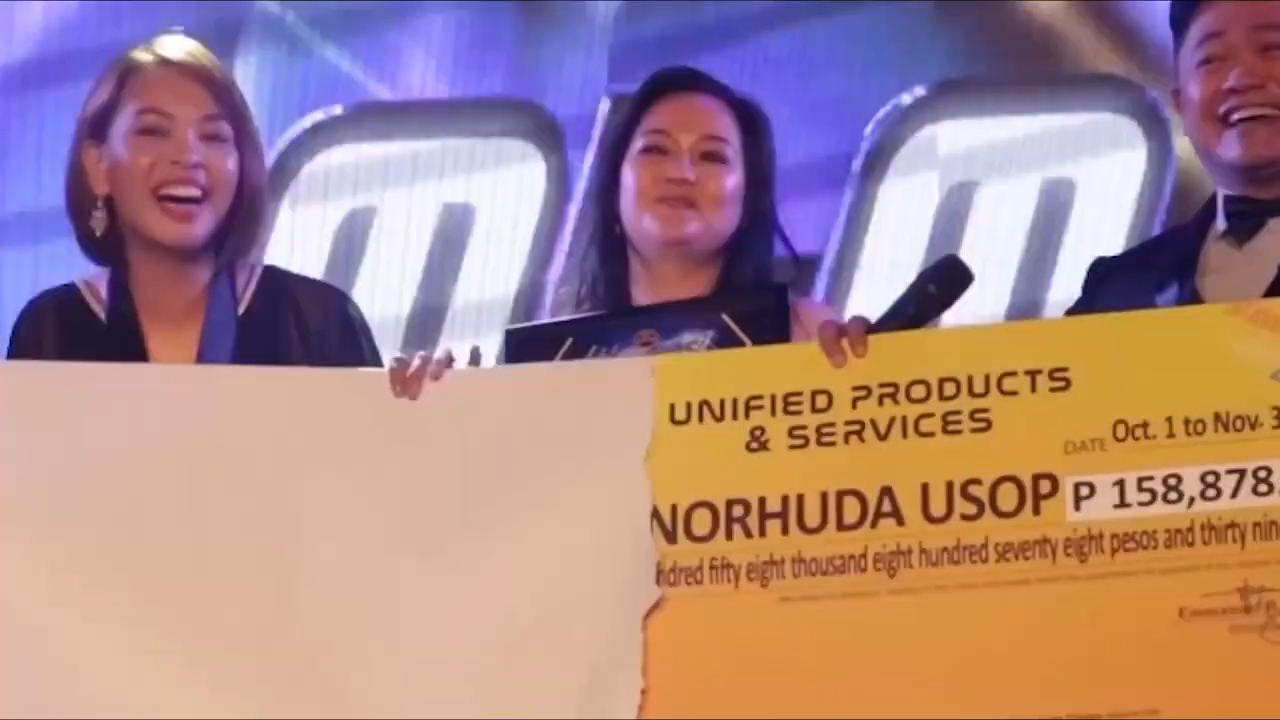 UNIFIED PRODUCTS
& SERVICES
DATE Oct. 1 to Nov. 3
NORHUDA USOP P 158,878.
dred fifty eight thousand eight hundred seventy eight pesos and thirty nin